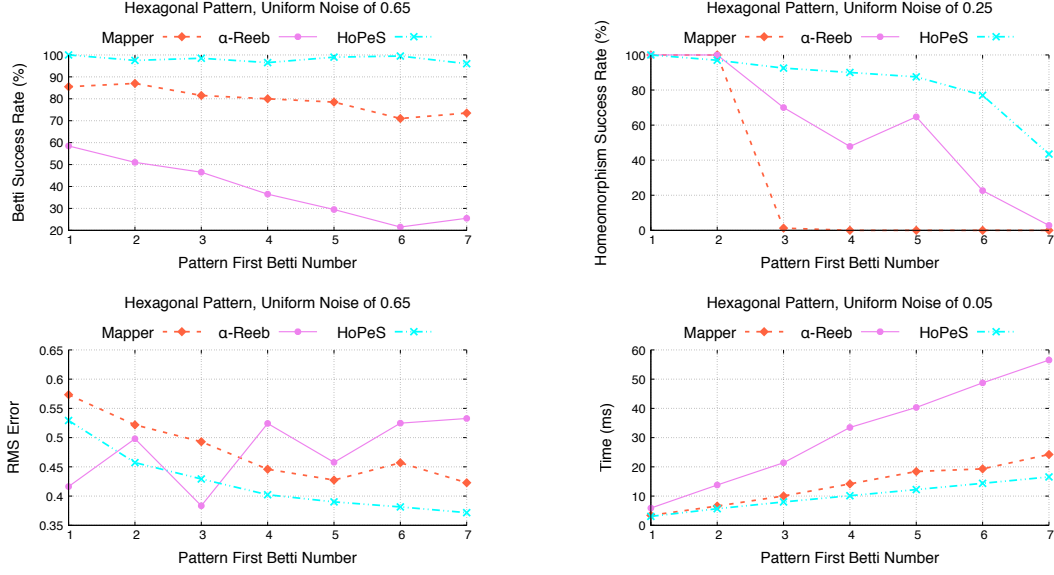 Hexagonal Pattern, Uniform Noise of 0.65
Mapper α-Reeb HoPeS
Betti Success Rate (%)
100
90
80
70
60
50
40
30
20
1 2 3 4 5 6 7
Pattern First Betti Number
Hexagonal Pattern, Uniform Noise of 0.25
Mapper α-Reeb HoPeS
Homeomorphism Success Rate (%)
100
80
60
40
20
0
1 2 3 4 5 6 7
Pattern First Betti Number
Hexagonal Pattern, Uniform Noise of 0.65
Mapper α-Reeb HoPeS
RMS Error
0.65
0.6
0.55
0.5
0.45
0.4
0.35
1 2 3 4 5 6 7
Pattern First Betti Number
Hexagonal Pattern, Uniform Noise of 0.05
Mapper α-Reeb HoPeS
Time (ms)
60
50
40
30
20
10
0
1 2 3 4 5 6 7
Pattern First Betti Number